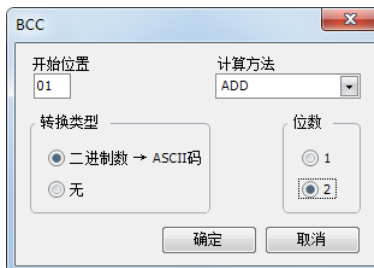 BCC
开始位置
计算方法
01
ADD
转换类型
位数
二进制数 → ASCII码
1
无
2
确定
取消